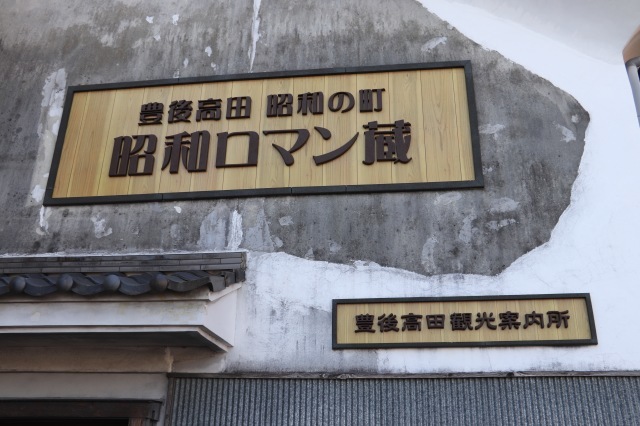 豊後高田 昭和の町
昭和ロマン蔵
豊後高田観光案内所